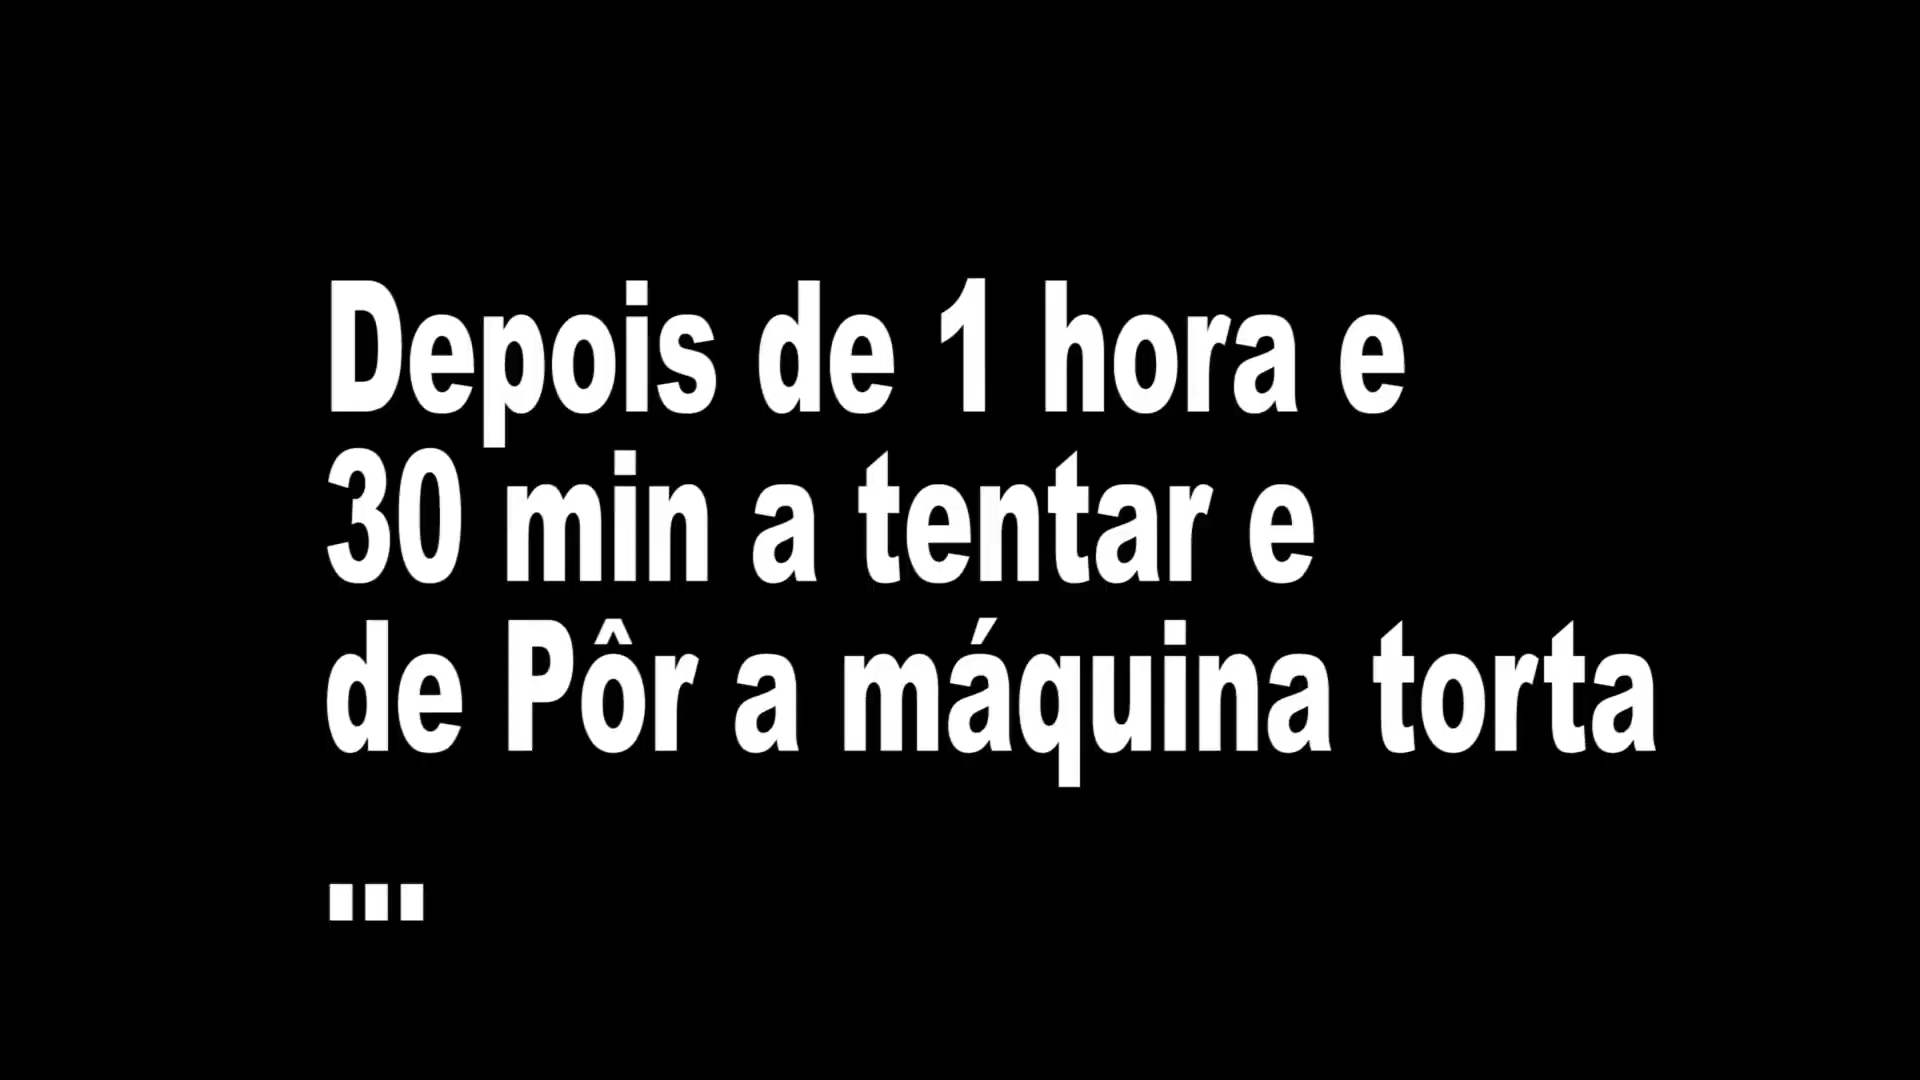 Depois de 1 hora e
30 min a tentar e
de Pôr a máquina torta
...